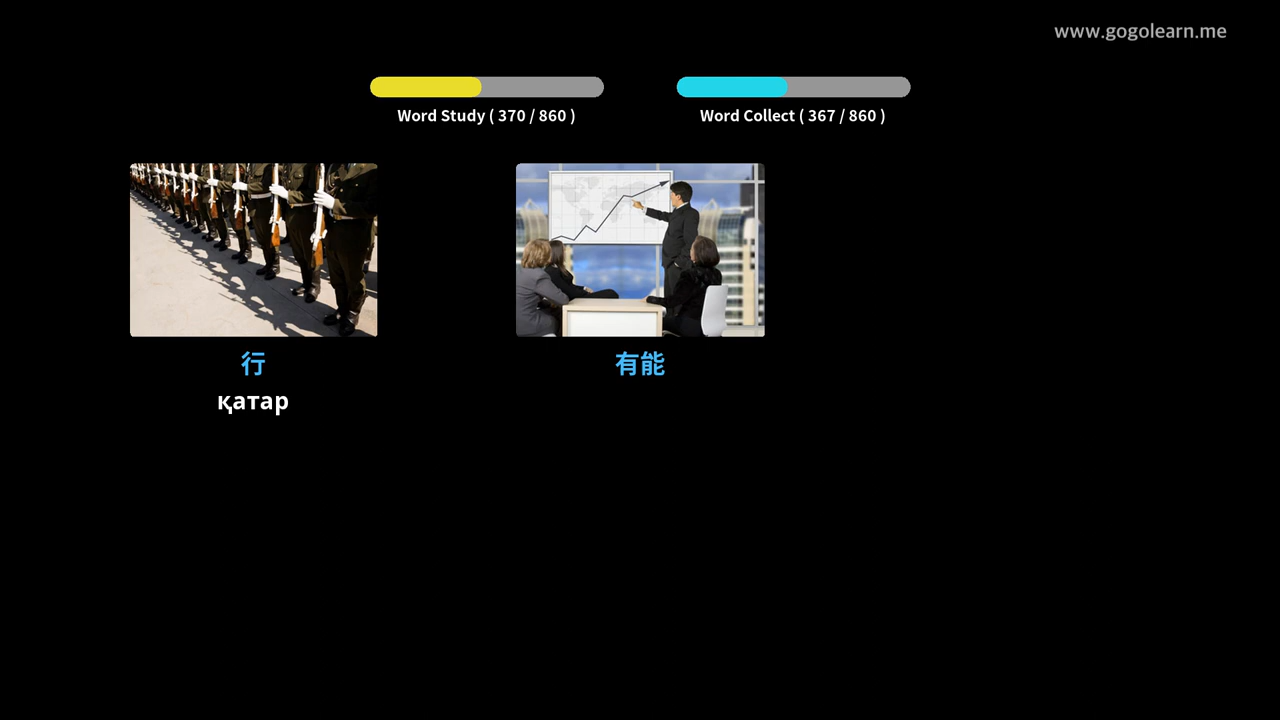 www.gogolearn.me
Word Study ( 370 / 860 )
Word Collect ( 367 / 860 )
行
қатар
有能